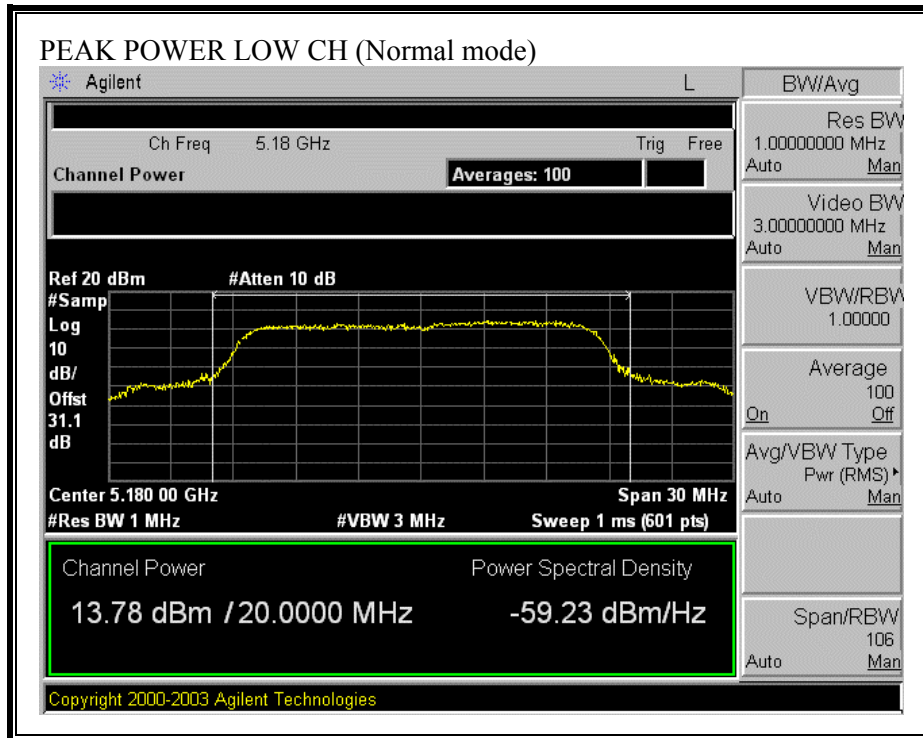 PEAK POWER LOW CH (Normal mode)
Agilent L
Ch Freq 5.18 GHz Trig Free
Channel Power Averages: 100
Ref 20 dBm #Atten 10 dB
#Samp
Log
10
dB/
Offst
31.1
dB
Center 5.180 00 GHz Span 30 MHz
#Res BW 1 MHz #VBW 3 MHz Sweep 1 ms (601 pts)
Channel Power Power Spectral Density
13.78 dBm / 20.0000 MHz -59.23 dBm/Hz
Copyright 2000-2003 Agilent Technologies
BW/Avg
Res BW
1.00000000 MHz
Auto Man
Video BW
3.00000000 MHz
Auto Man
VBW/RBW
1.00000
Average
100
On Off
Avg/VBW Type
Pwr (RMS)
Auto Man
Span/RBW
106
Auto Man